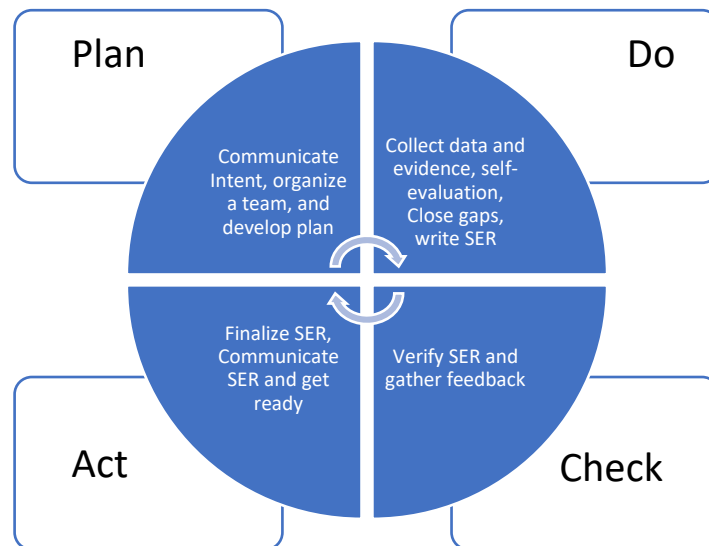 Plan
Do
Communicate
Intent, organize
a team, and
develop plan
Collect data and
evidence, self-
evaluation,
Close gaps,
write SER
Finalize SER,
Communicate
SER and get
ready
Verify SER and
gather feedback
Act
Check